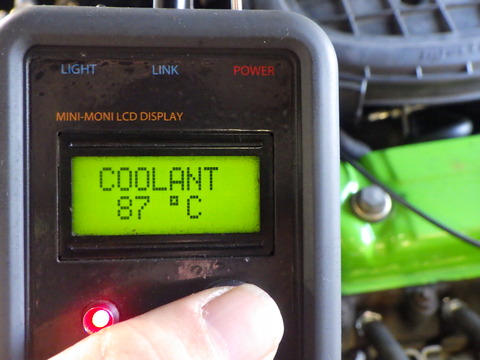 LIGHT LINK POWER
MINI-MONI LCD DISPLAY
COOLANT
87 °C